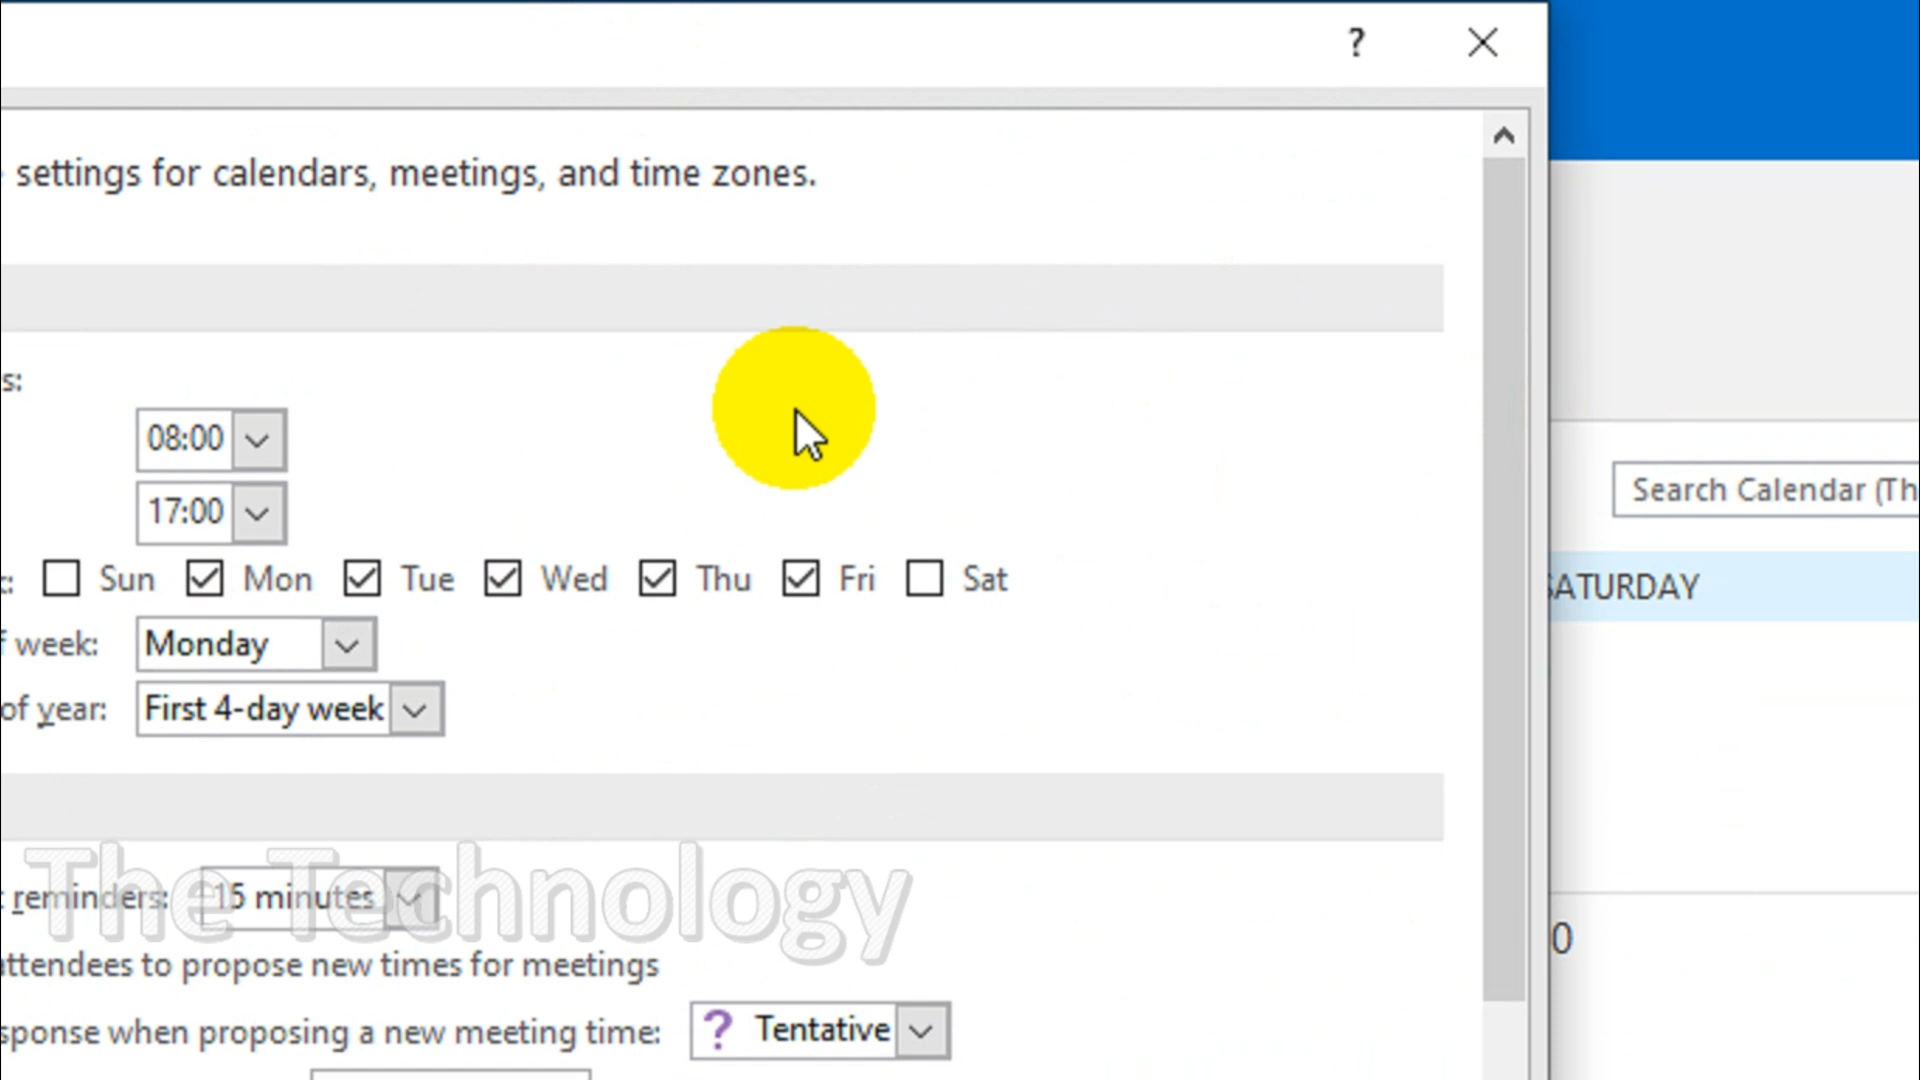 ?
settings for calendars, meetings, and time zones.
s:
08:00
17:00
Search Calendar (Th
Sun Mon Tue Wed Thu Fri Sat
SATURDAY
week: Monday
of year: First 4-day week
The Technology
reminders: 15 minutes
0
attendees to propose new times for meetings
sponse when proposing a new meeting time: ? Tentative